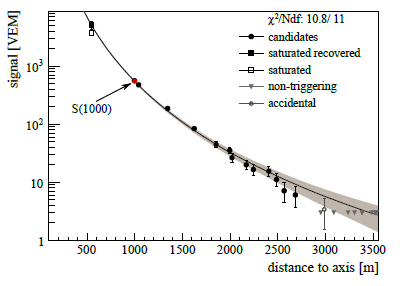 χ²/Ndf: 10.8/ 11
candidates
saturated recovered
saturated
non-triggering
accidental
signal [VEM]
10³
10²
10
1
S(1000)
500 1000 1500 2000 2500 3000 3500
distance to axis [m]